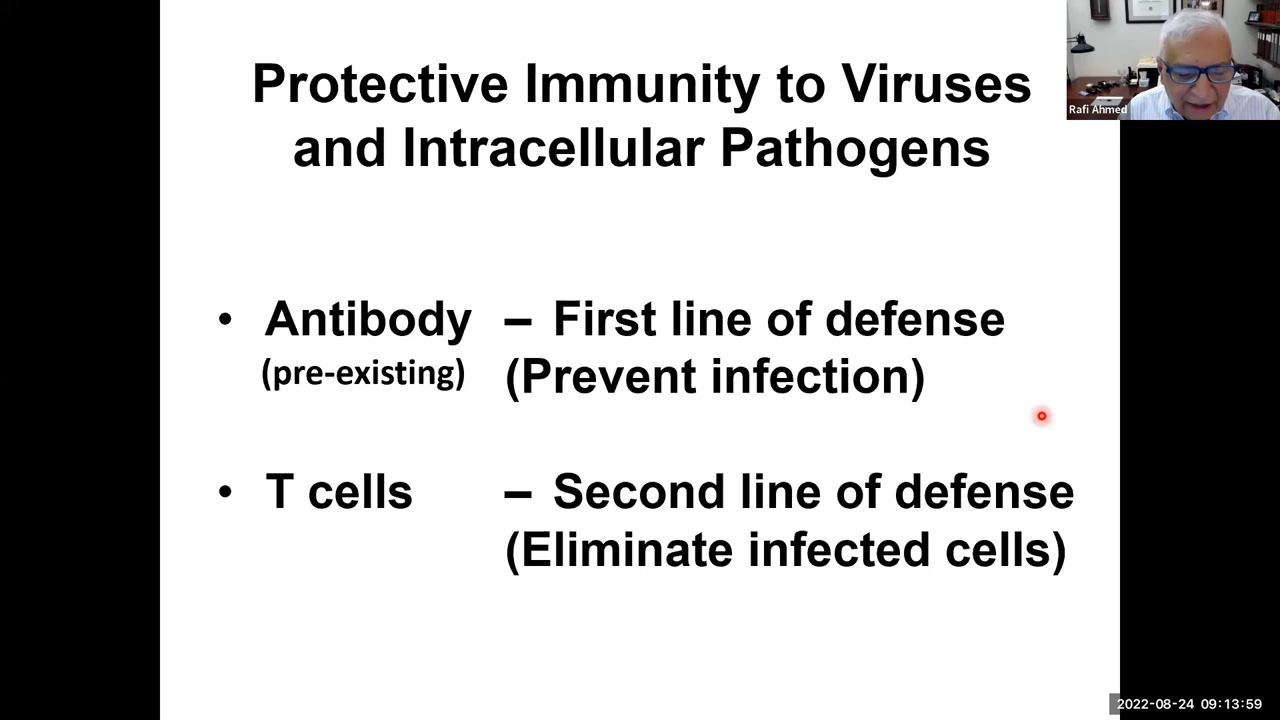 Protective Immunity to Viruses
and Intracellular Pathogens
Rafi Ahmed
• Antibody – First line of defense
(pre-existing) (Prevent infection)
• T cells – Second line of defense
(Eliminate infected cells)
2022-08-24 09:13:59